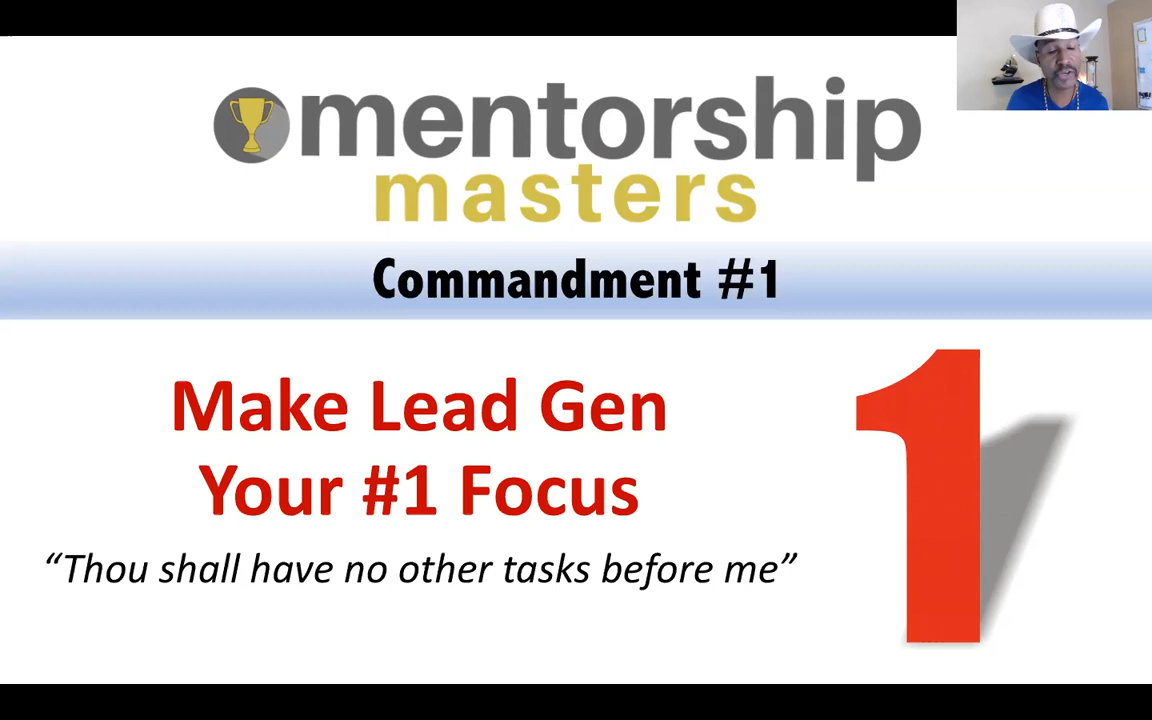 mentorship
masters
Commandment #1
Make Lead Gen
Your #1 Focus
“Thou shall have no other tasks before me”
1